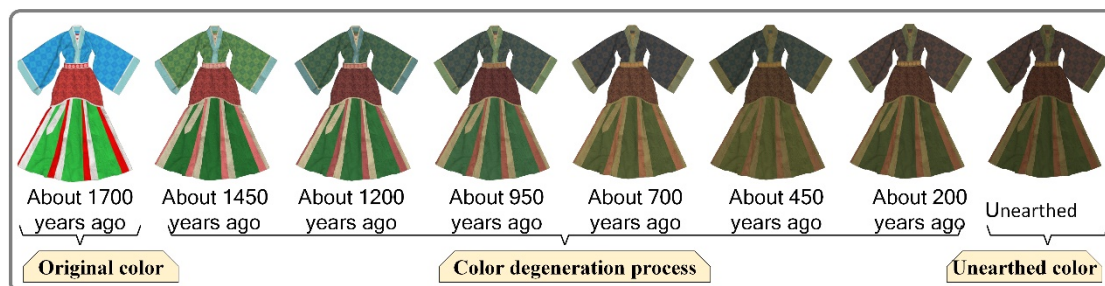 About 1700
years ago
About 1450
years ago
About 1200
years ago
About 950
years ago
About 700
years ago
About 450
years ago
About 200
years ago
Unearthed
Original color
Color degeneration process
Unearthed color